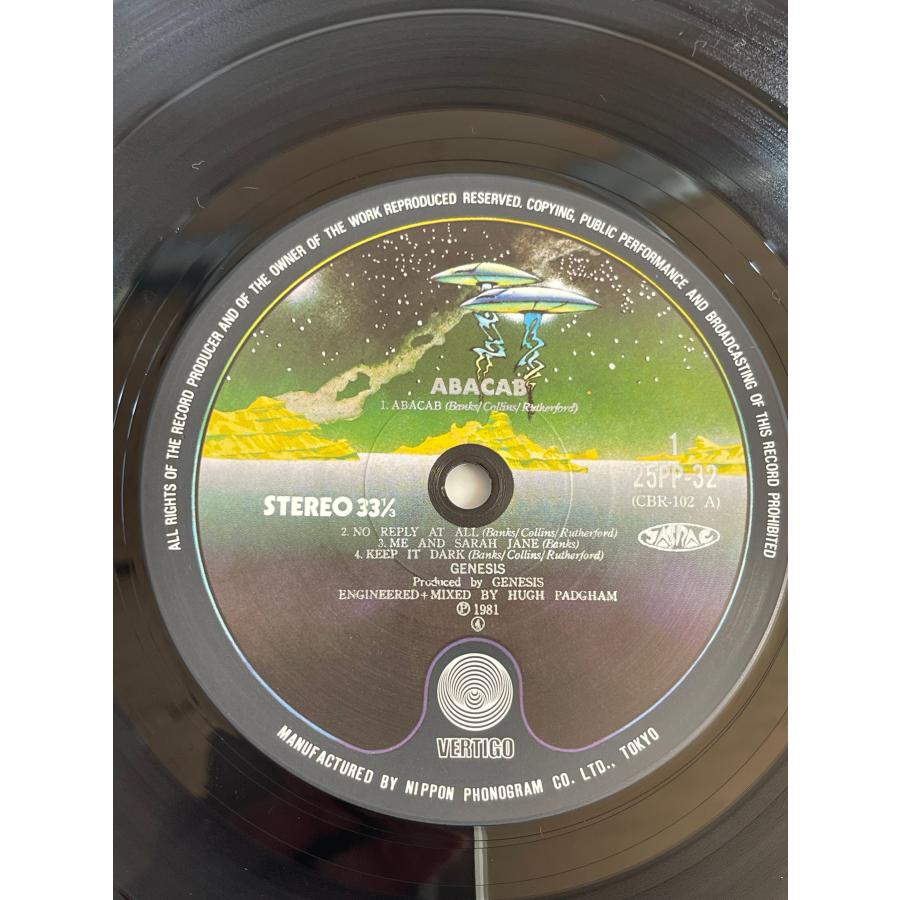 ALL RIGHTS OF THE RECORD PRODUCER AND OF THE OWNER OF THE WORK REPRODUCED RESERVED. COPYING, PUBLIC PERFORMANCE AND BROADCASTING OF THIS RECORD PROHIBITED
ABACAB
1. ABACAB (Banks/Collins/Rutherford)
1
25PP-32
(CBR-102 A)
STEREO 33⅓
JASRAC
2. NO REPLY AT ALL (Banks/Collins/Rutherford)
3. ME AND SARAH JANE (Banks)
4. KEEP IT DARK (Banks/Collins/Rutherford)
GENESIS
Produced by GENESIS
ENGINEERED+MIXED BY HUGH PADGHAM
Ⓟ 1981
VERTIGO
MANUFACTURED BY NIPPON PHONOGRAM CO. LTD., TOKYO